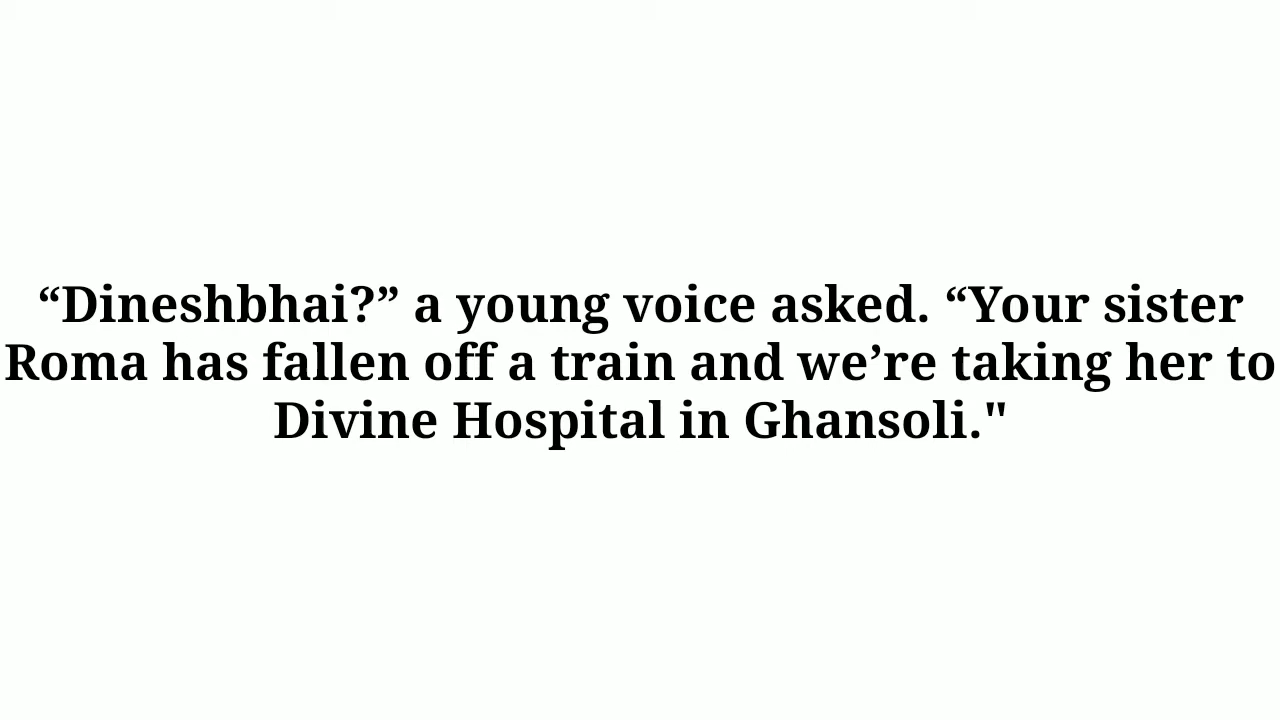 “Dineshbhai?” a young voice asked. “Your sister
Roma has fallen off a train and we’re taking her to
Divine Hospital in Ghansoli."